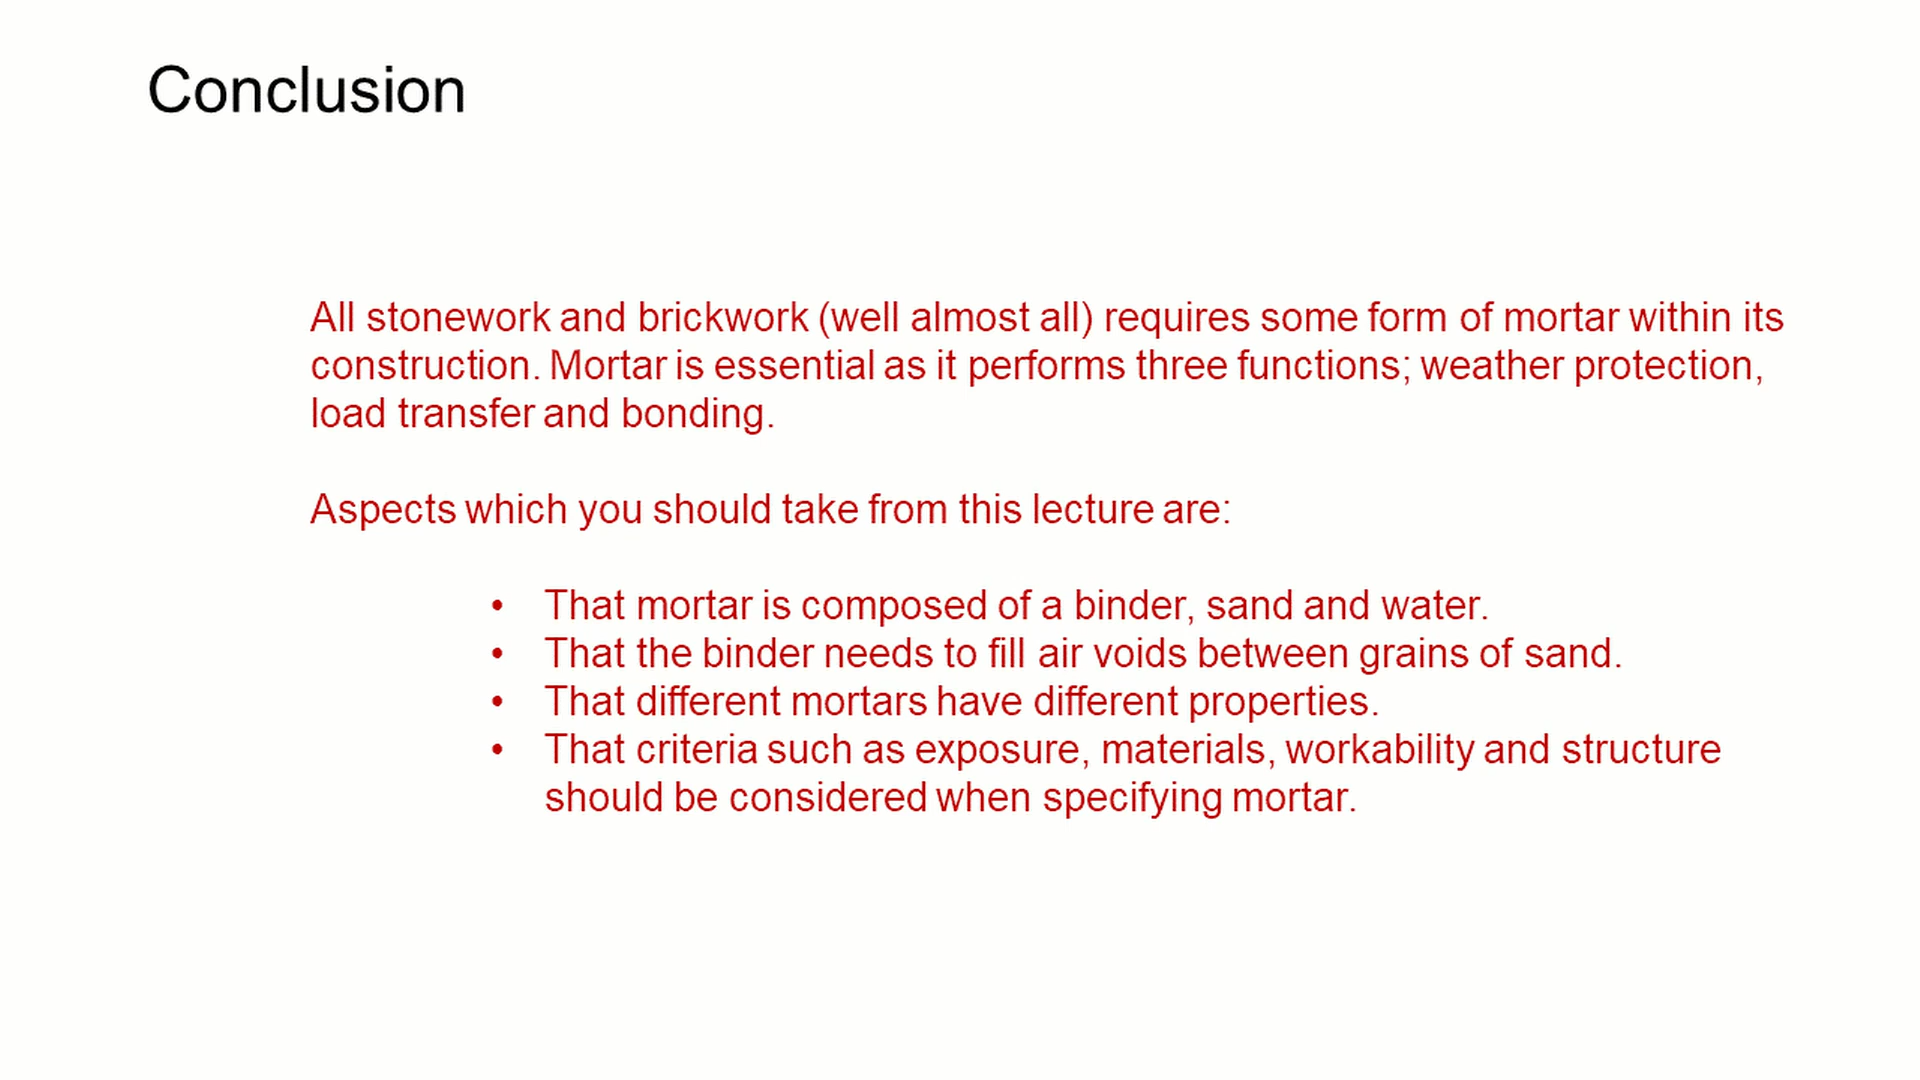 Conclusion
All stonework and brickwork (well almost all) requires some form of mortar within its
construction. Mortar is essential as it performs three functions; weather protection,
load transfer and bonding.
Aspects which you should take from this lecture are:
• That mortar is composed of a binder, sand and water.
• That the binder needs to fill air voids between grains of sand.
• That different mortars have different properties.
• That criteria such as exposure, materials, workability and structure
should be considered when specifying mortar.